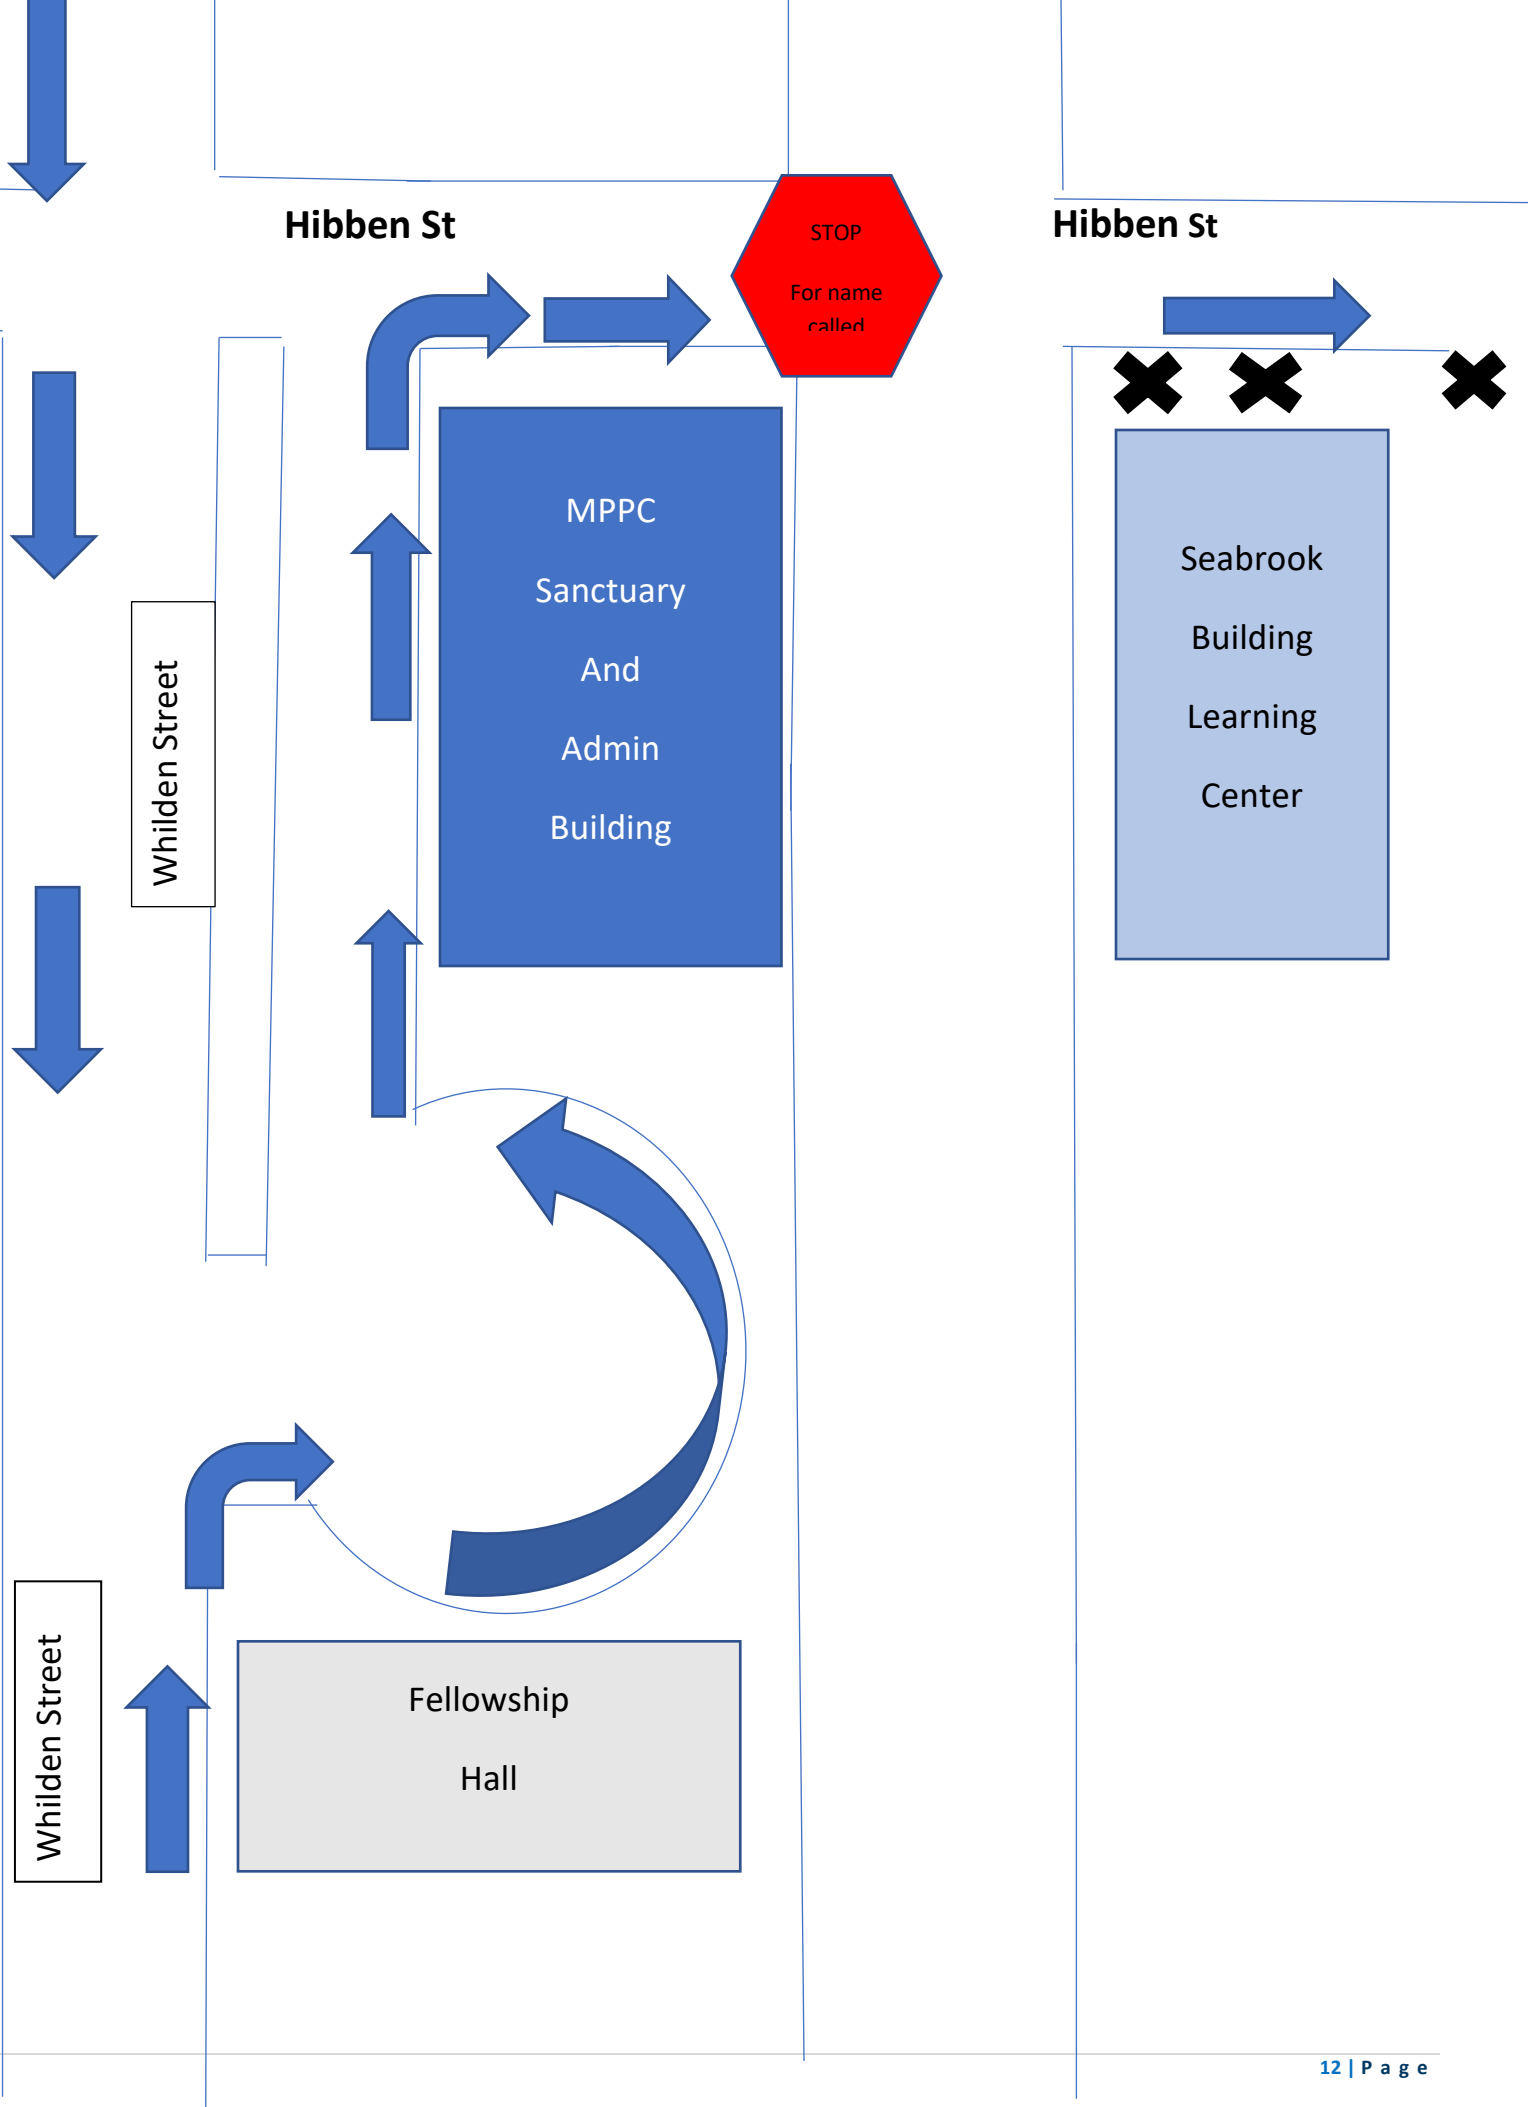 Hibben St
STOP
For name
called
Hibben St
MPPC
Sanctuary
And
Admin
Building
Seabrook
Building
Learning
Center
Whilden Street
Whilden Street
Fellowship
Hall
12 | P a g e